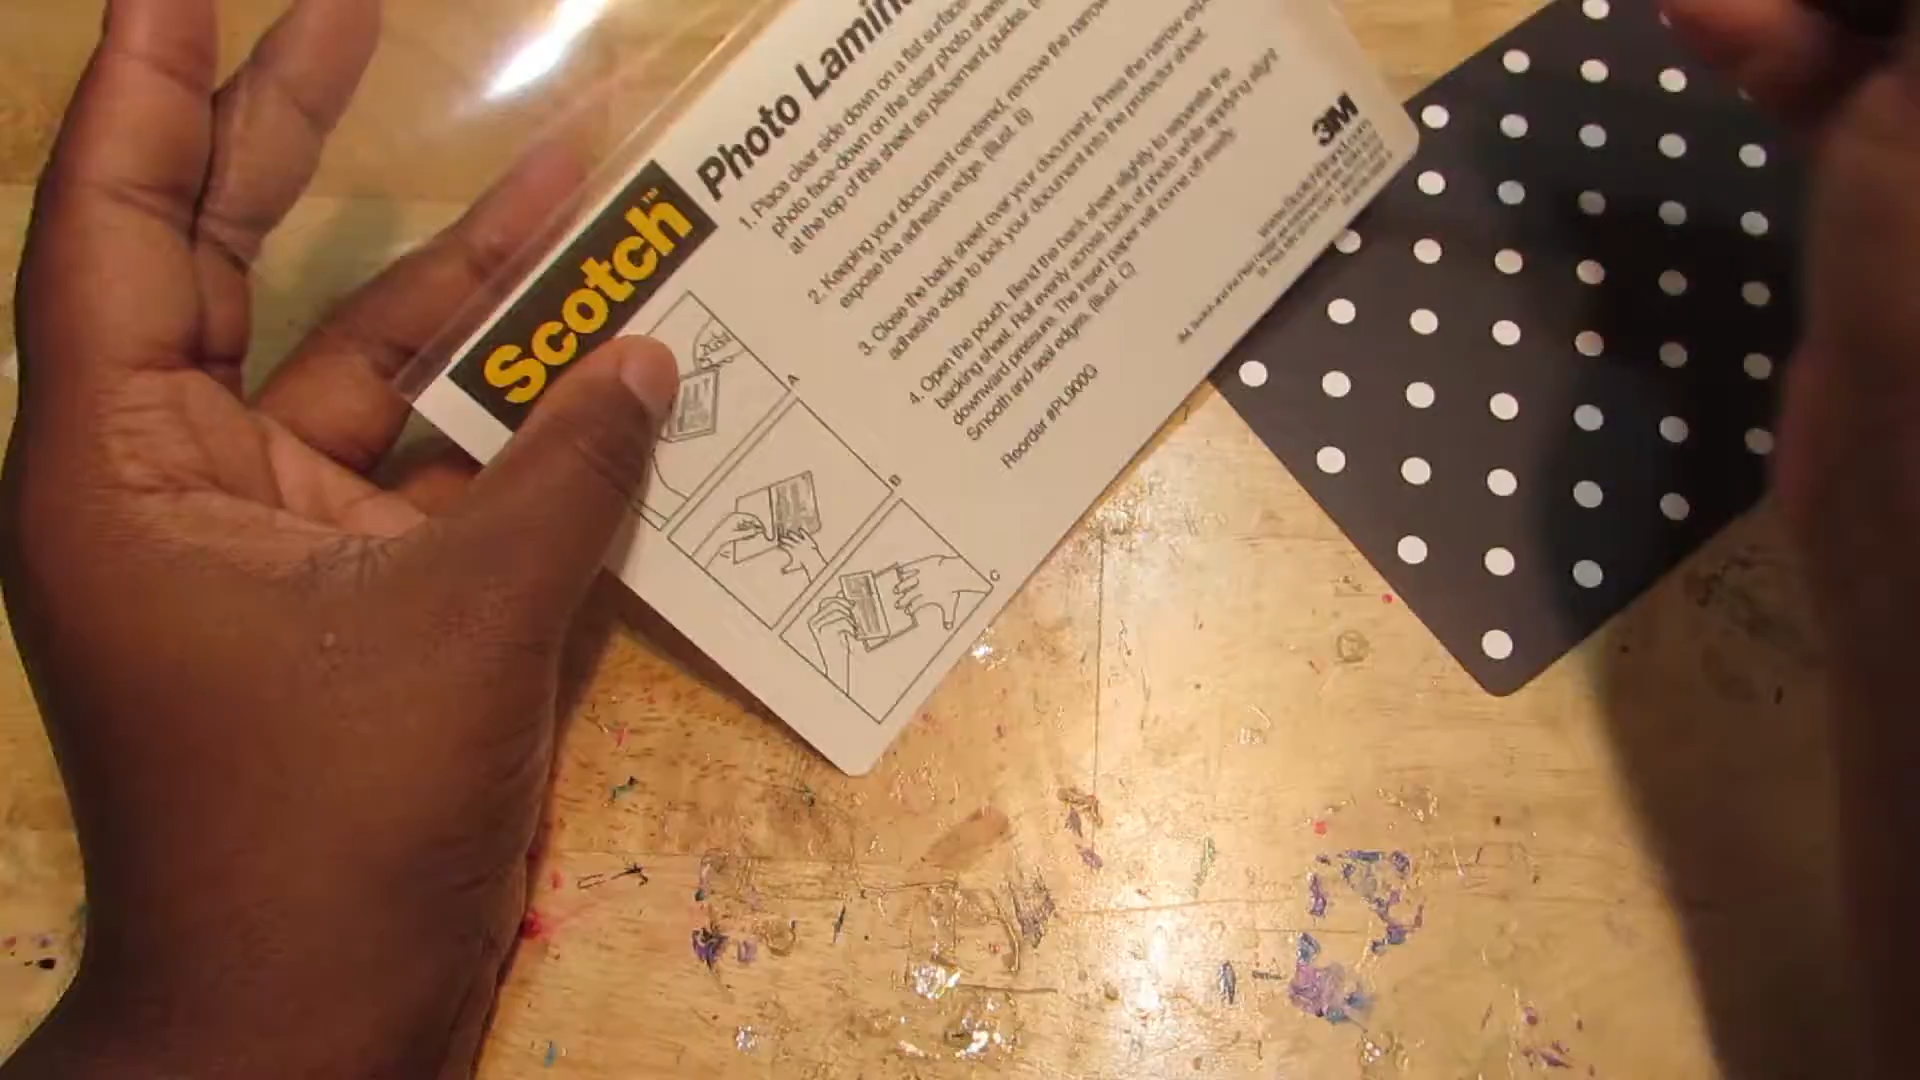 Scotch™
Photo Lamin
1. Place clear side down on a flat surface
photo face-down on the clear photo sheet
at the top of this sheet as placement guides.
2. Keeping your document centered, remove the narrow
expose the adhesive edge. (Illust. B)
3. Close the back sheet over your document. Press the narrow exp
adhesive edge to lock your document into the protector sheet.
4. Open the pouch. Bend the back sheet slightly to separate the
backing sheet. Roll evenly across back of photo while applying slight
downward pressure. The insert paper will come off easily.
Smooth and seal edges. (Illust. C)
Reorder #PL900G
3M
A
B
C